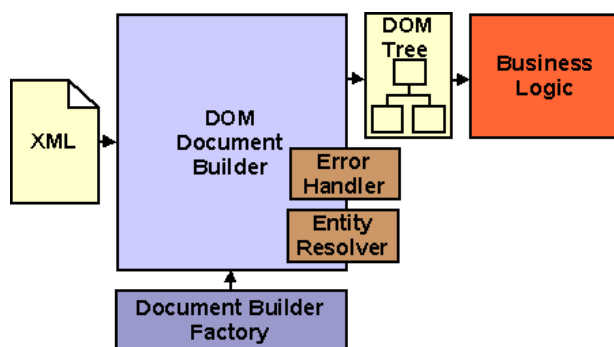 XML
DOM
Document
Builder
DOM
Tree
Business
Logic
Error
Handler
Entity
Resolver
Document Builder
Factory